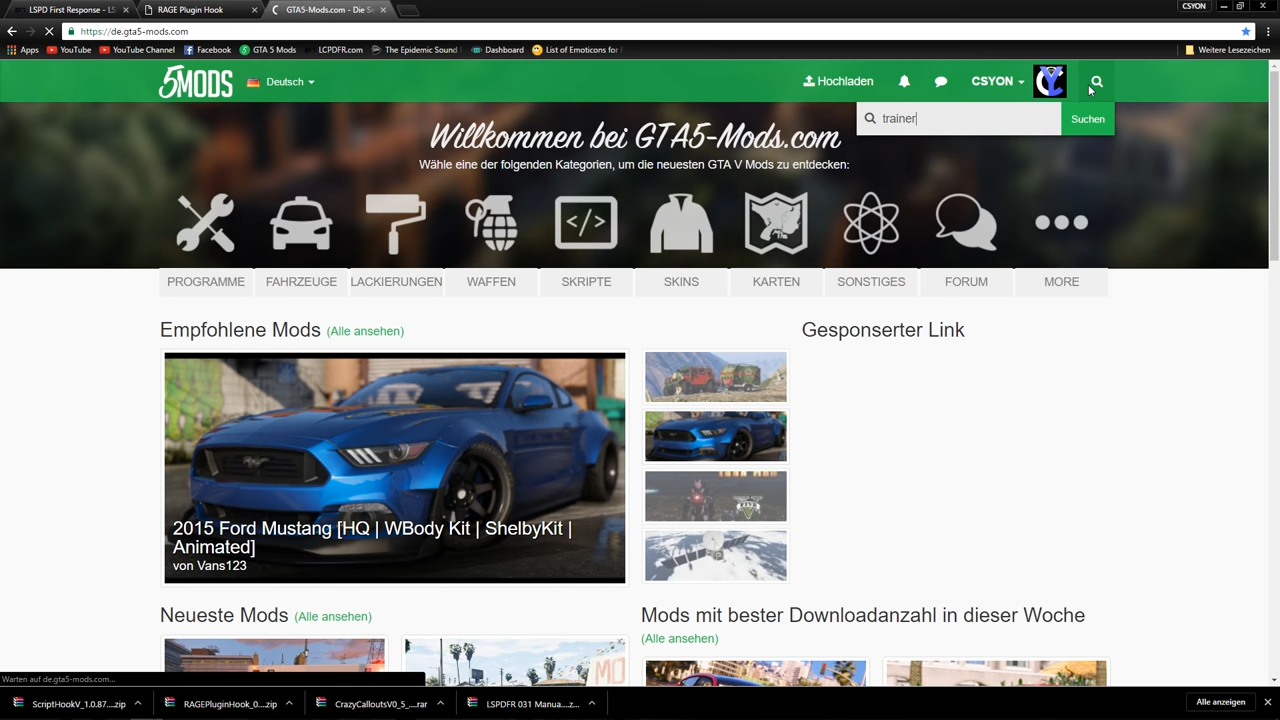 LSPD First Response - LS
RAGE Plugin Hook
GTA5-Mods.com - Die Se
CSYON
https://de.gta5-mods.com
Apps
YouTube
YouTube Channel
Facebook
GTA 5 Mods
LCPDFR.com
The Epidemic Sound
Dashboard
List of Emoticons for
Weitere Lesezeichen
5MODS
Deutsch
Hochladen
CSYON
trainer
Suchen
Willkommen bei GTA5-Mods.com
Wähle eine der folgenden Kategorien, um die neuesten GTA V Mods zu entdecken:
PROGRAMME
FAHRZEUGE
LACKIERUNGEN
WAFFEN
SKRIPTE
SKINS
KARTEN
SONSTIGES
FORUM
MORE
Empfohlene Mods (Alle ansehen)
Gesponserter Link
2015 Ford Mustang [HQ | WBody Kit | ShelbyKit |
Animated]
von Vans123
Neueste Mods (Alle ansehen)
Mods mit bester Downloadanzahl in dieser Woche
(Alle ansehen)
Warten auf de.gta5-mods.com...
ScriptHookV_1.0.87....zip
RAGEPluginHook_0....zip
CrazyCalloutsV0_5_....rar
LSPDFR 031 Manua....z...
Alle anzeigen